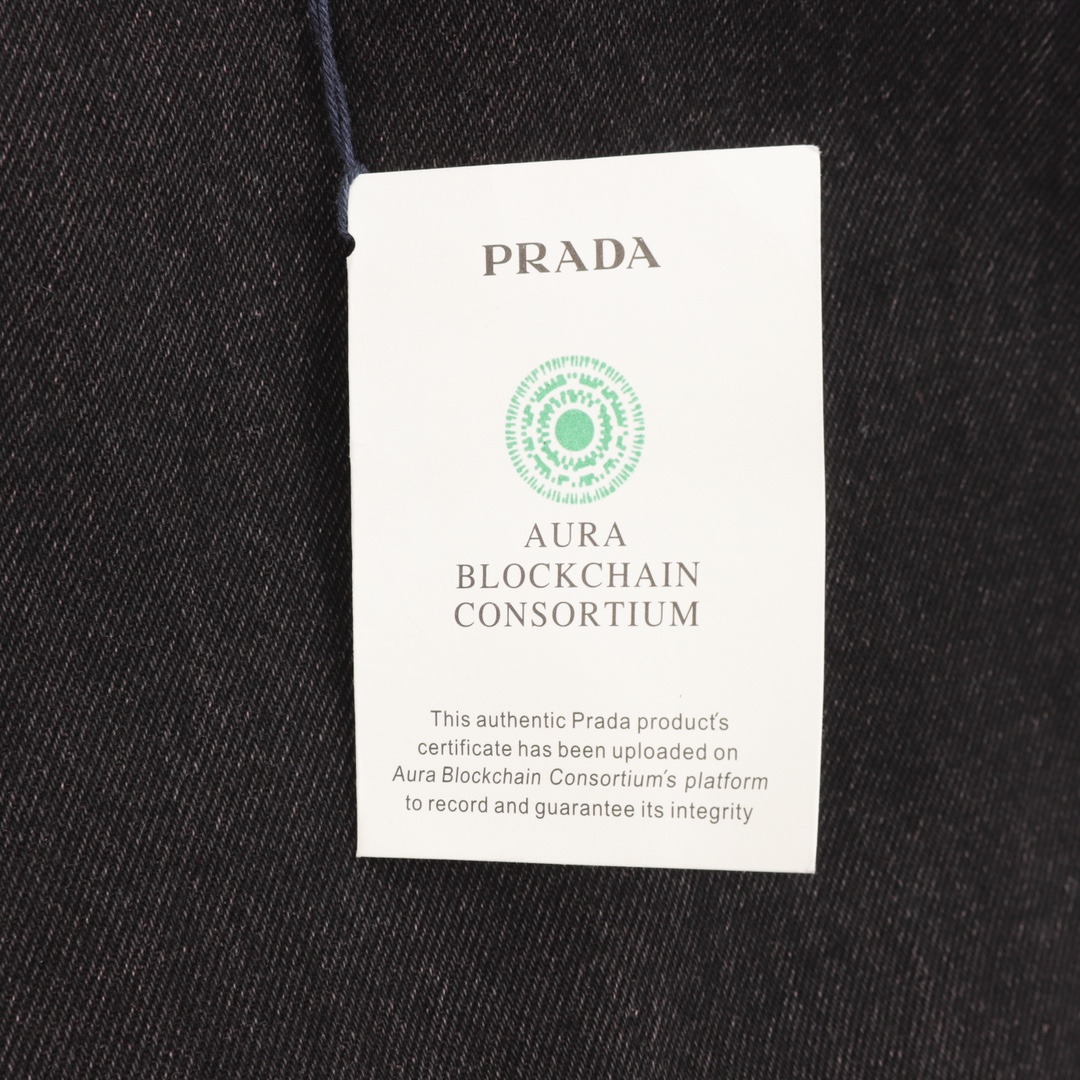 PRADA
AURA
BLOCKCHAIN
CONSORTIUM
This authentic Prada product's
certificate has been uploaded on
Aura Blockchain Consortium's platform
to record and guarantee its integrity